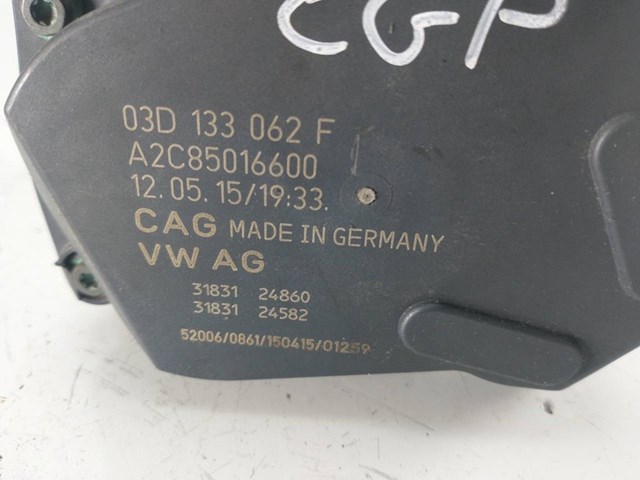 CGP
03D 133 062 F
A2C85016600
12.05.15/19:33.
CAG MADE IN GERMANY
VW AG
31831 24860
31831 24582
52006/0861/150415/01259